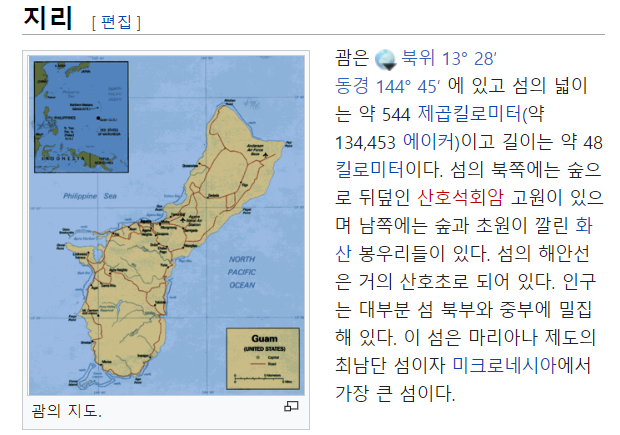 지리 [ 편집 ]
괌은 북위 13° 28′
동경 144° 45′ 에 있고 섬의 넓이
는 약 544 제곱킬로미터(약
134,453 에이커)이고 길이는 약 48
킬로미터이다. 섬의 북쪽에는 숲으
로 뒤덮인 산호석회암 고원이 있으
며 남쪽에는 숲과 초원이 깔린 화
산 봉우리들이 있다. 섬의 해안선
은 거의 산호초로 되어 있다. 인구
는 대부분 섬 북부와 중부에 밀집
해 있다. 이 섬은 마리아나 제도의
최남단 섬이자 미크로네시아에서
가장 큰 섬이다.
Philippine Sea
NORTH
PACIFIC
OCEAN
Guam
(UNITED STATES)
Capital
Road
INDONESIA
괌의 지도.